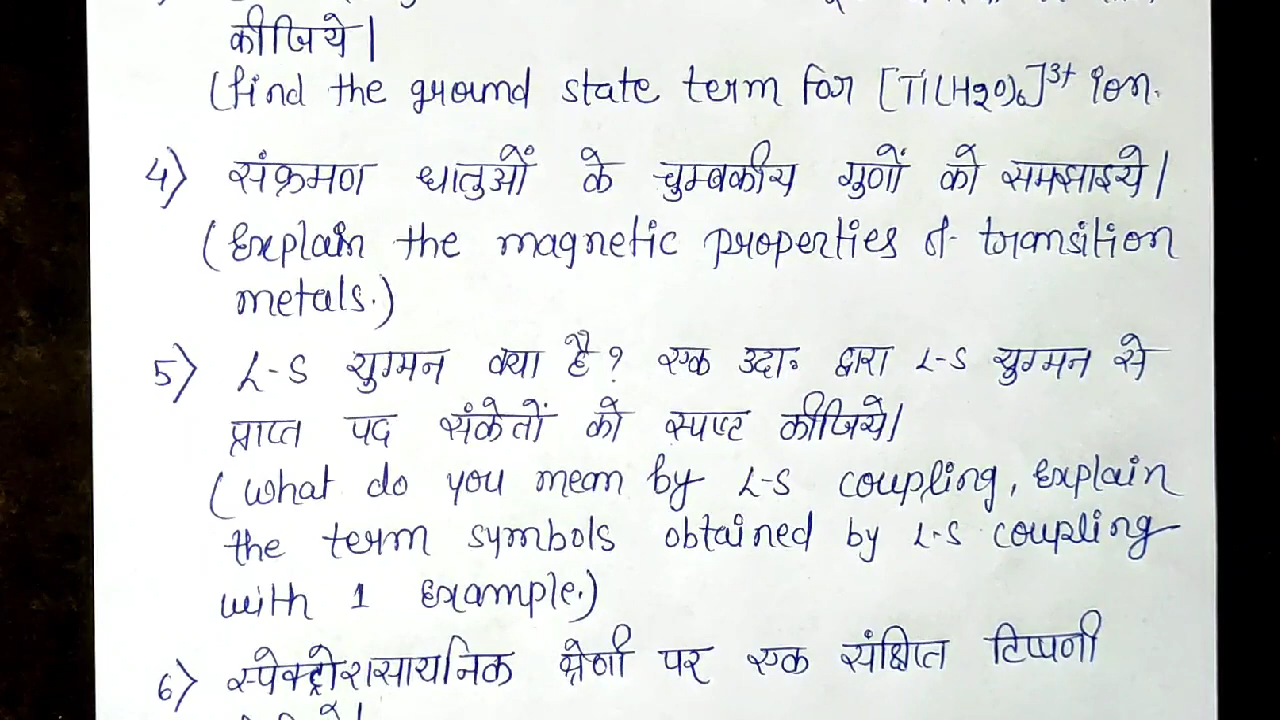 कीजिये।
(find the ground state term for [Ti(H2O)6]3+ ion.
4) संक्रमण धातुओं के चुम्बकीय गुणों को समझाइये।
(Explain the magnetic properties of transition
metals.)
5) L-S युग्मन क्या है? एक उदा० द्वारा L-S युग्मन से
प्राप्त पद संकेतों को स्पष्ट कीजिये।
(what do you mean by L-S coupling, Explain
the term symbols obtained by L-S coupling
with 1 Example.)
6) स्पेक्ट्रोरासायनिक श्रेणी पर एक संक्षिप्त टिप्पणी